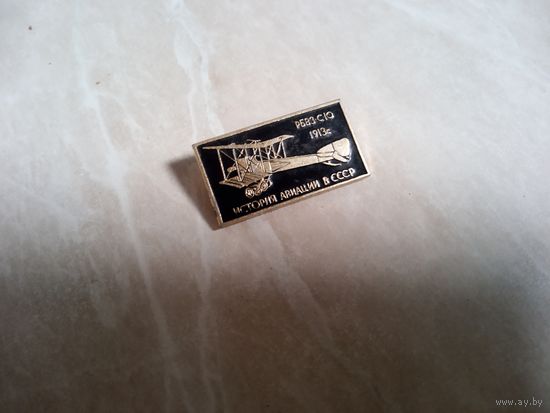 РБВЗ-С10
1913г
ИСТОРИЯ АВИАЦИИ В СССР
www.ay.by